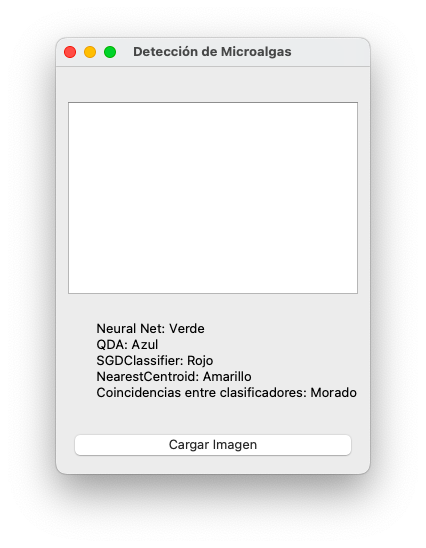 Detección de Microalgas
Neural Net: Verde
QDA: Azul
SGDClassifier: Rojo
NearestCentroid: Amarillo
Coincidencias entre clasificadores: Morado
Cargar Imagen